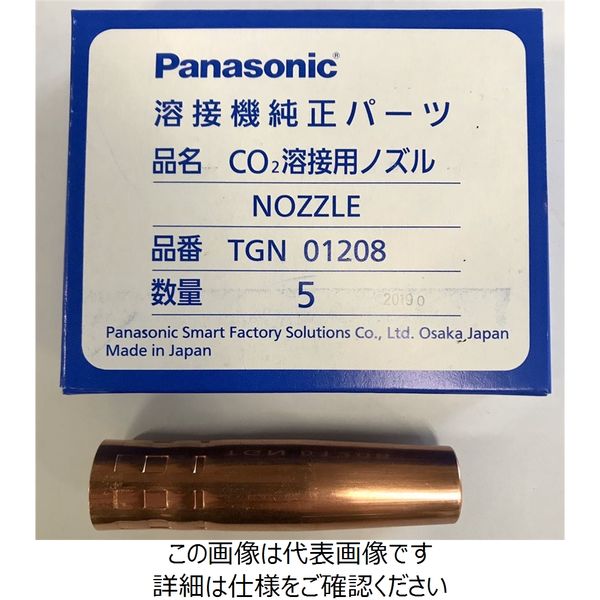 Panasonic®
溶接機純正パーツ
品名 CO₂溶接用ノズル
NOZZLE
品番 TGN 01208
数量 5
20190
Panasonic Smart Factory Solutions Co., Ltd. Osaka Japan
Made in Japan
TGN 01208
この画像は代表画像です
詳細は仕様をご確認ください